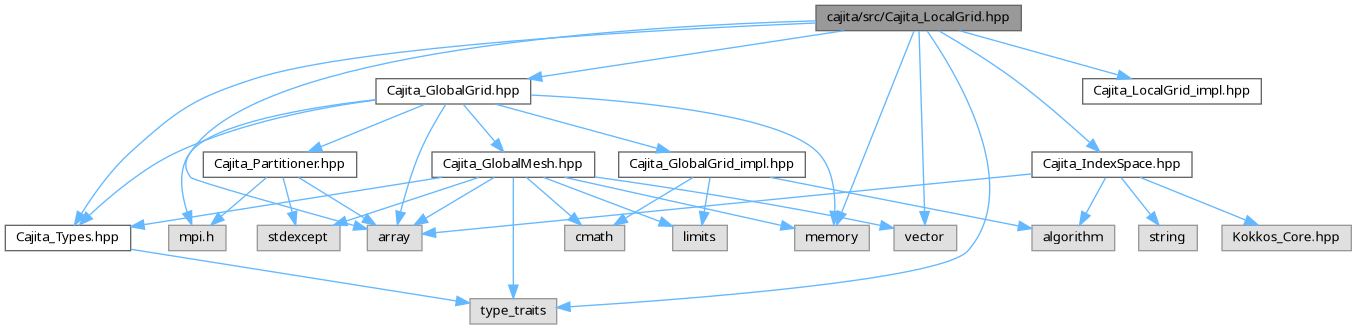 cajita/src/Cajita_LocalGrid.hpp
Cajita_GlobalGrid.hpp
Cajita_LocalGrid_impl.hpp
Cajita_Partitioner.hpp
Cajita_GlobalMesh.hpp
Cajita_GlobalGrid_impl.hpp
Cajita_IndexSpace.hpp
Cajita_Types.hpp
mpi.h
stdexcept
array
cmath
limits
memory
vector
algorithm
string
Kokkos_Core.hpp
type_traits